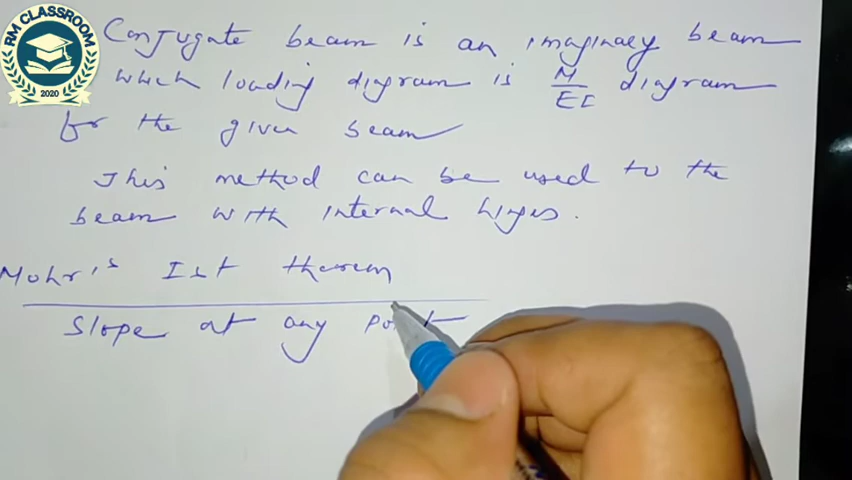 RM CLASSROOM
2020
Conjugate beam is an imaginary beam
which loading diagram is M/EI diagram
for the given beam
This method can be used to the
beam with internal hinges.
Mohr's Ist theorem
Slope at any point